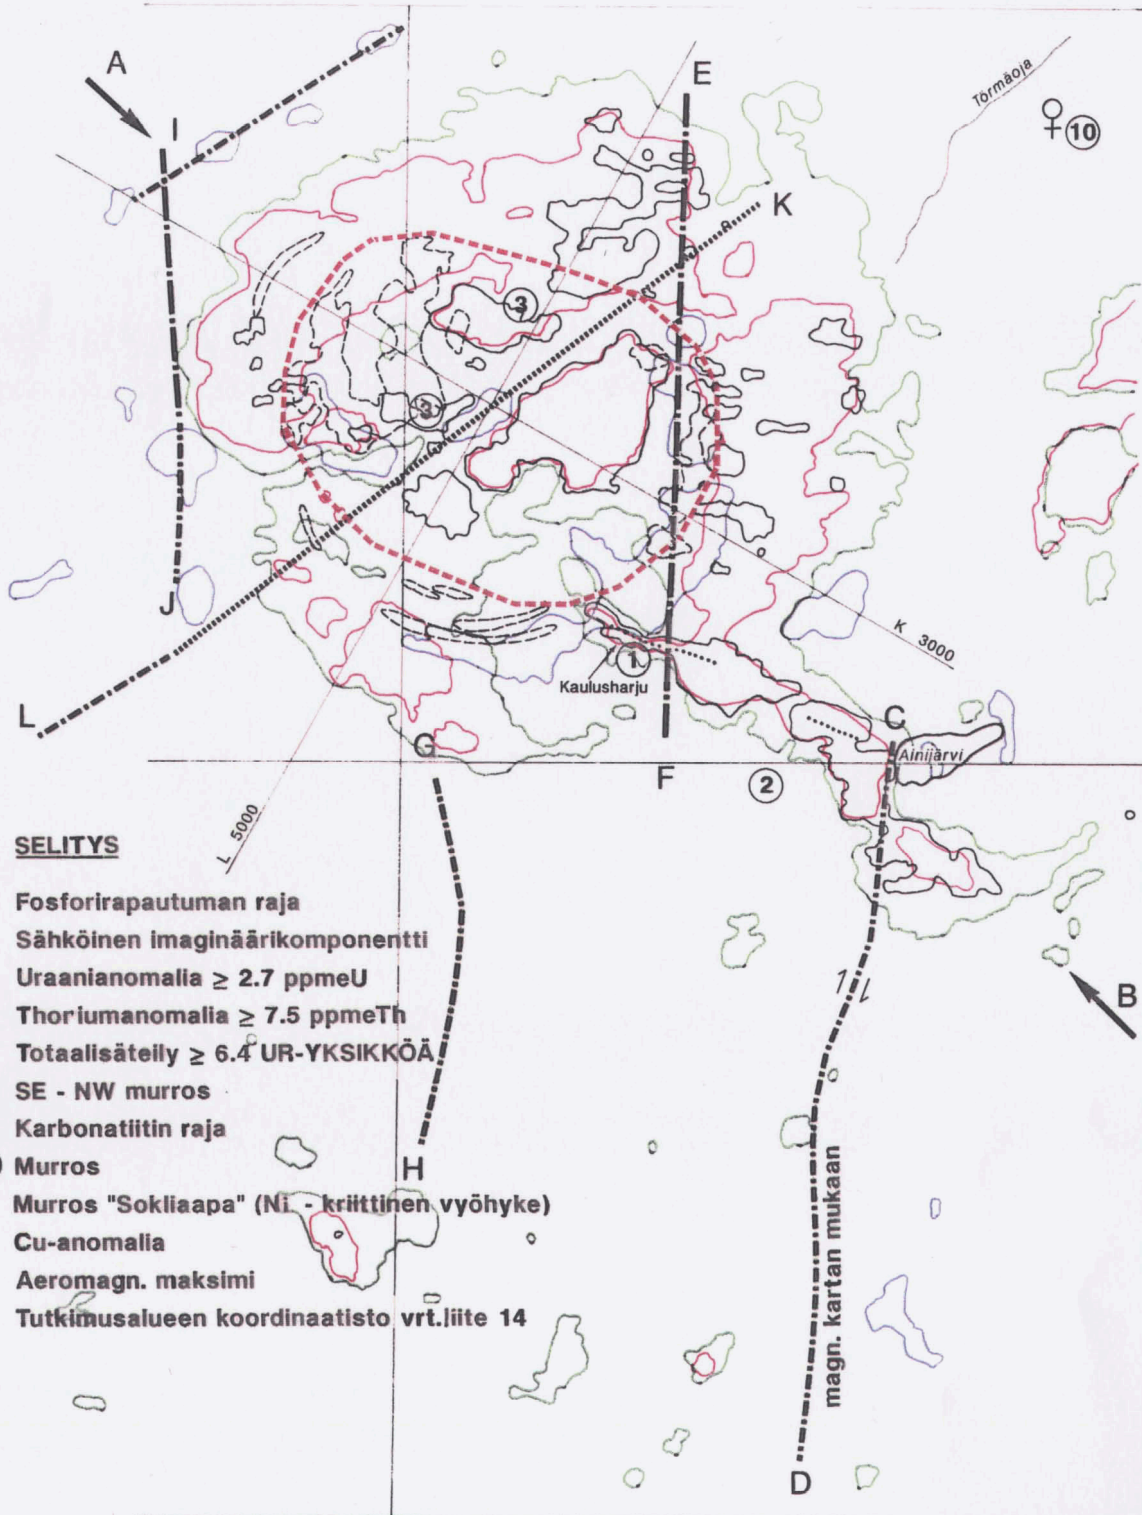 A
I
E
Törmäoja
♀ 10
K
3
3
J
K 3000
1
Kaulusharju
L
C
G
Ainijärvi
F
2
L 5000
SELITYS
Fosforirapautuman raja
Sähköinen imaginäärikomponentti
Uraanianomalia ≥ 2.7 ppmeU
Thoriumanomalia ≥ 7.5 ppmeTh
Totaalisäteily ≥ 6.4 UR-YKSIKKÖÄ
SE - NW murros
Karbonatiitin raja
) Murros
Murros "Sokliaapa" (Ni - kriittinen vyöhyke)
Cu-anomalia
Aeromagn. maksimi
Tutkimusalueen koordinaatisto vrt.liite 14
B
H
magn. kartan mukaan
D